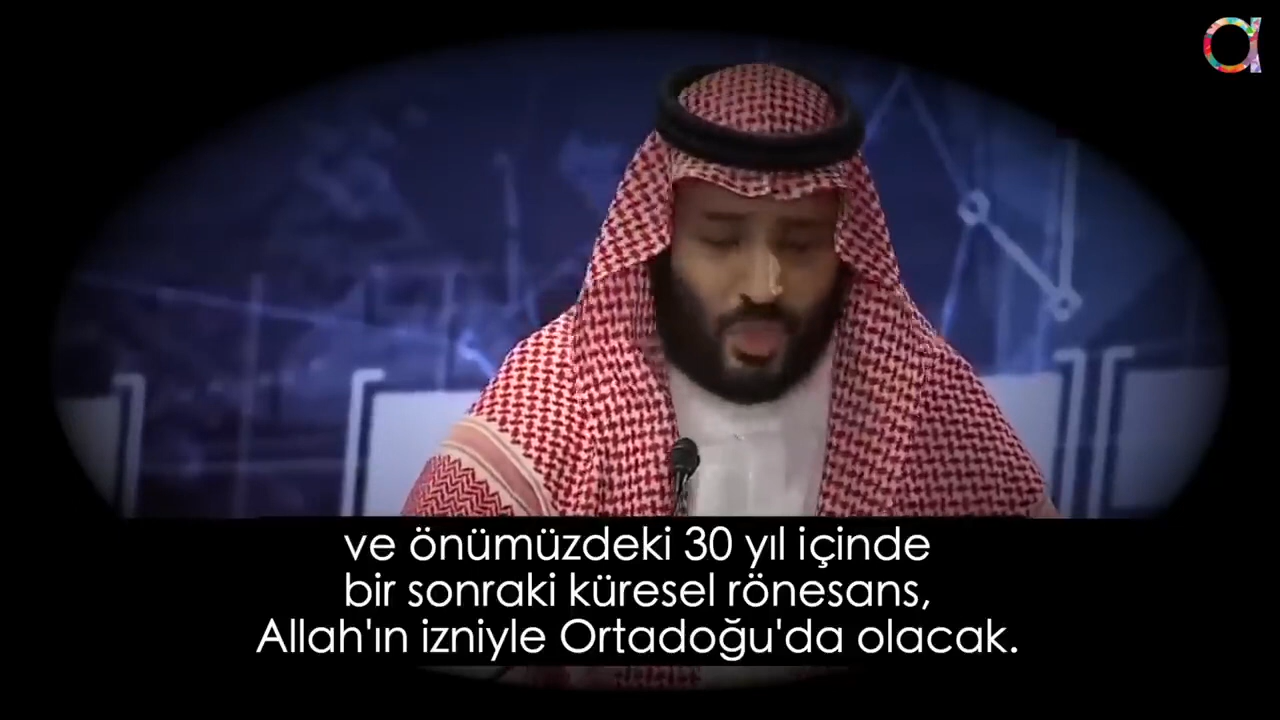 ve önümüzdeki 30 yıl içinde
bir sonraki küresel rönesans,
Allah'ın izniyle Ortadoğu'da olacak.